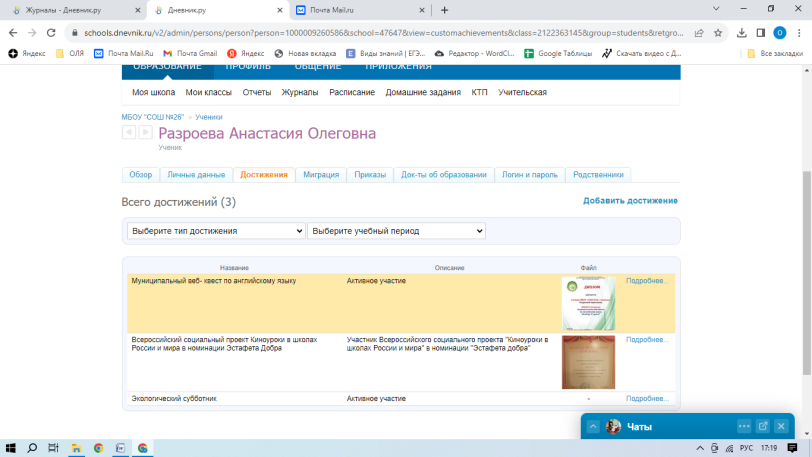 Журналы - Дневник.ру
Дневник.ру
Почта Mail.ru
schools.dnevnik.ru/v2/admin/persons/person?person=1000009260586&school=47647&view=customachievements&class=2122363145&group=students&retgro...
Яндекс
ОЛЯ
Почта Mail.Ru
Почта Gmail
Яндекс
Новая вкладка
Виды знаний | ЕГЭ...
Редактор - WordCl...
Google Таблицы
Скачать видео с Д...
Все закладки
ОБРАЗОВАНИЕ ПРОФИЛЬ ОБЩЕНИЕ ПРИЛОЖЕНИЯ
Моя школа Мои классы Отчеты Журналы Расписание Домашние задания КТП Учительская
МБОУ "СОШ №26" » Ученики
Разроева Анастасия Олеговна
Ученик
Обзор Личные данные Достижения Миграция Приказы Док-ты об образовании Логин и пароль Родственники
Всего достижений (3)
Добавить достижение
Выберите тип достижения
Выберите учебный период
Название Описание Файл
Муниципальный веб- квест по английскому языку
Активное участие
ДИПЛОМ
Подробнее...
Всероссийский социальный проект Киноуроки в школах
России и мира в номинации Эстафета Добра
Участник Всероссийского социального проекта "Киноуроки в
школах России и мира" в номинации "Эстафета добра"
Подробнее...
Экологический субботник
Активное участие
-
Подробнее...
Чаты
РУС
17:19